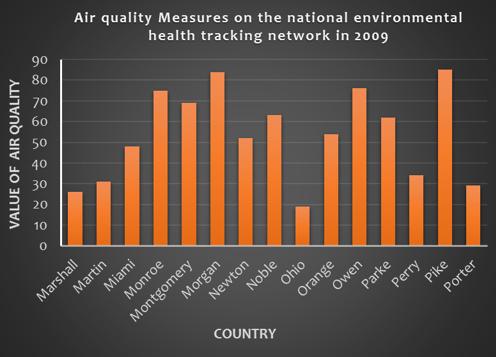 Air quality Measures on the national environmental
health tracking network in 2009
VALUE OF AIR QUALITY
90
80
70
60
50
40
30
20
10
0
Marshall
Martin
Miami
Monroe
Montgomery
Morgan
Newton
Noble
Ohio
Orange
Owen
Parke
Perry
Pike
Porter
COUNTRY